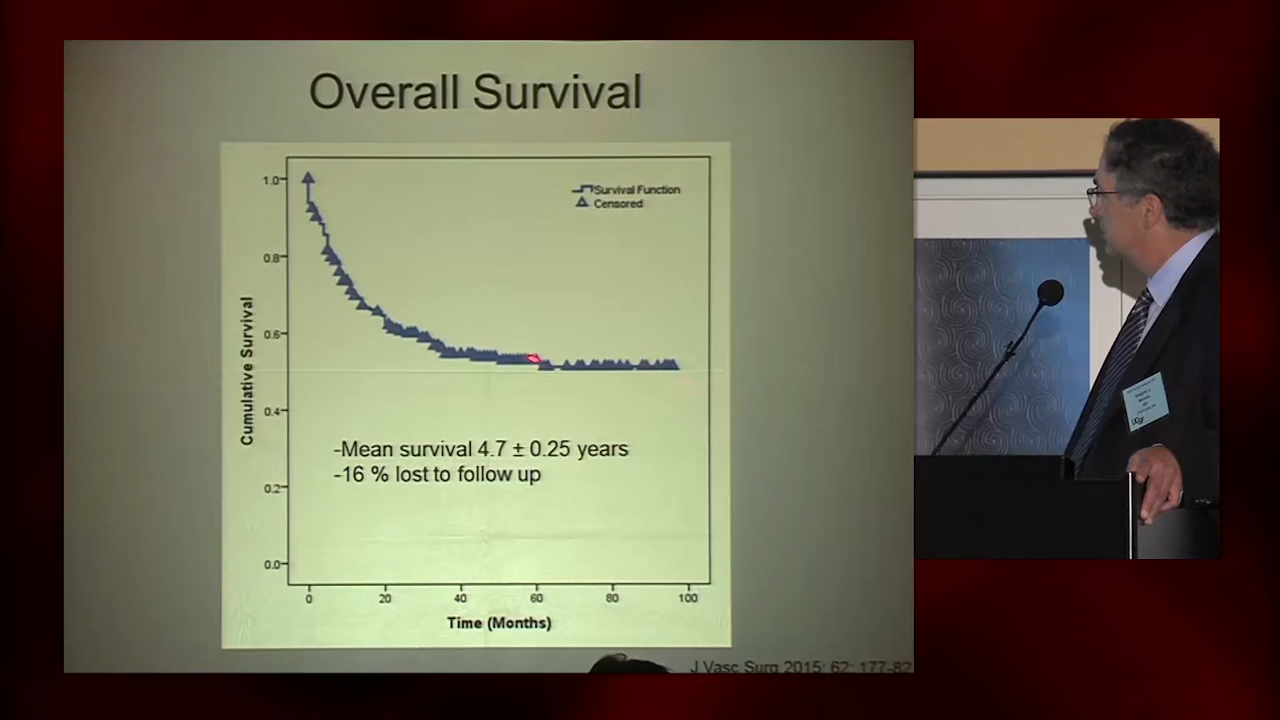 Overall Survival
1.0
0.8
0.6
0.4
0.2
0.0
Cumulative Survival
Survival Function
Censored
-Mean survival 4.7 ± 0.25 years
-16 % lost to follow up
0 20 40 60 80 100
Time (Months)
J Vasc Surg 2015; 62: 177-82